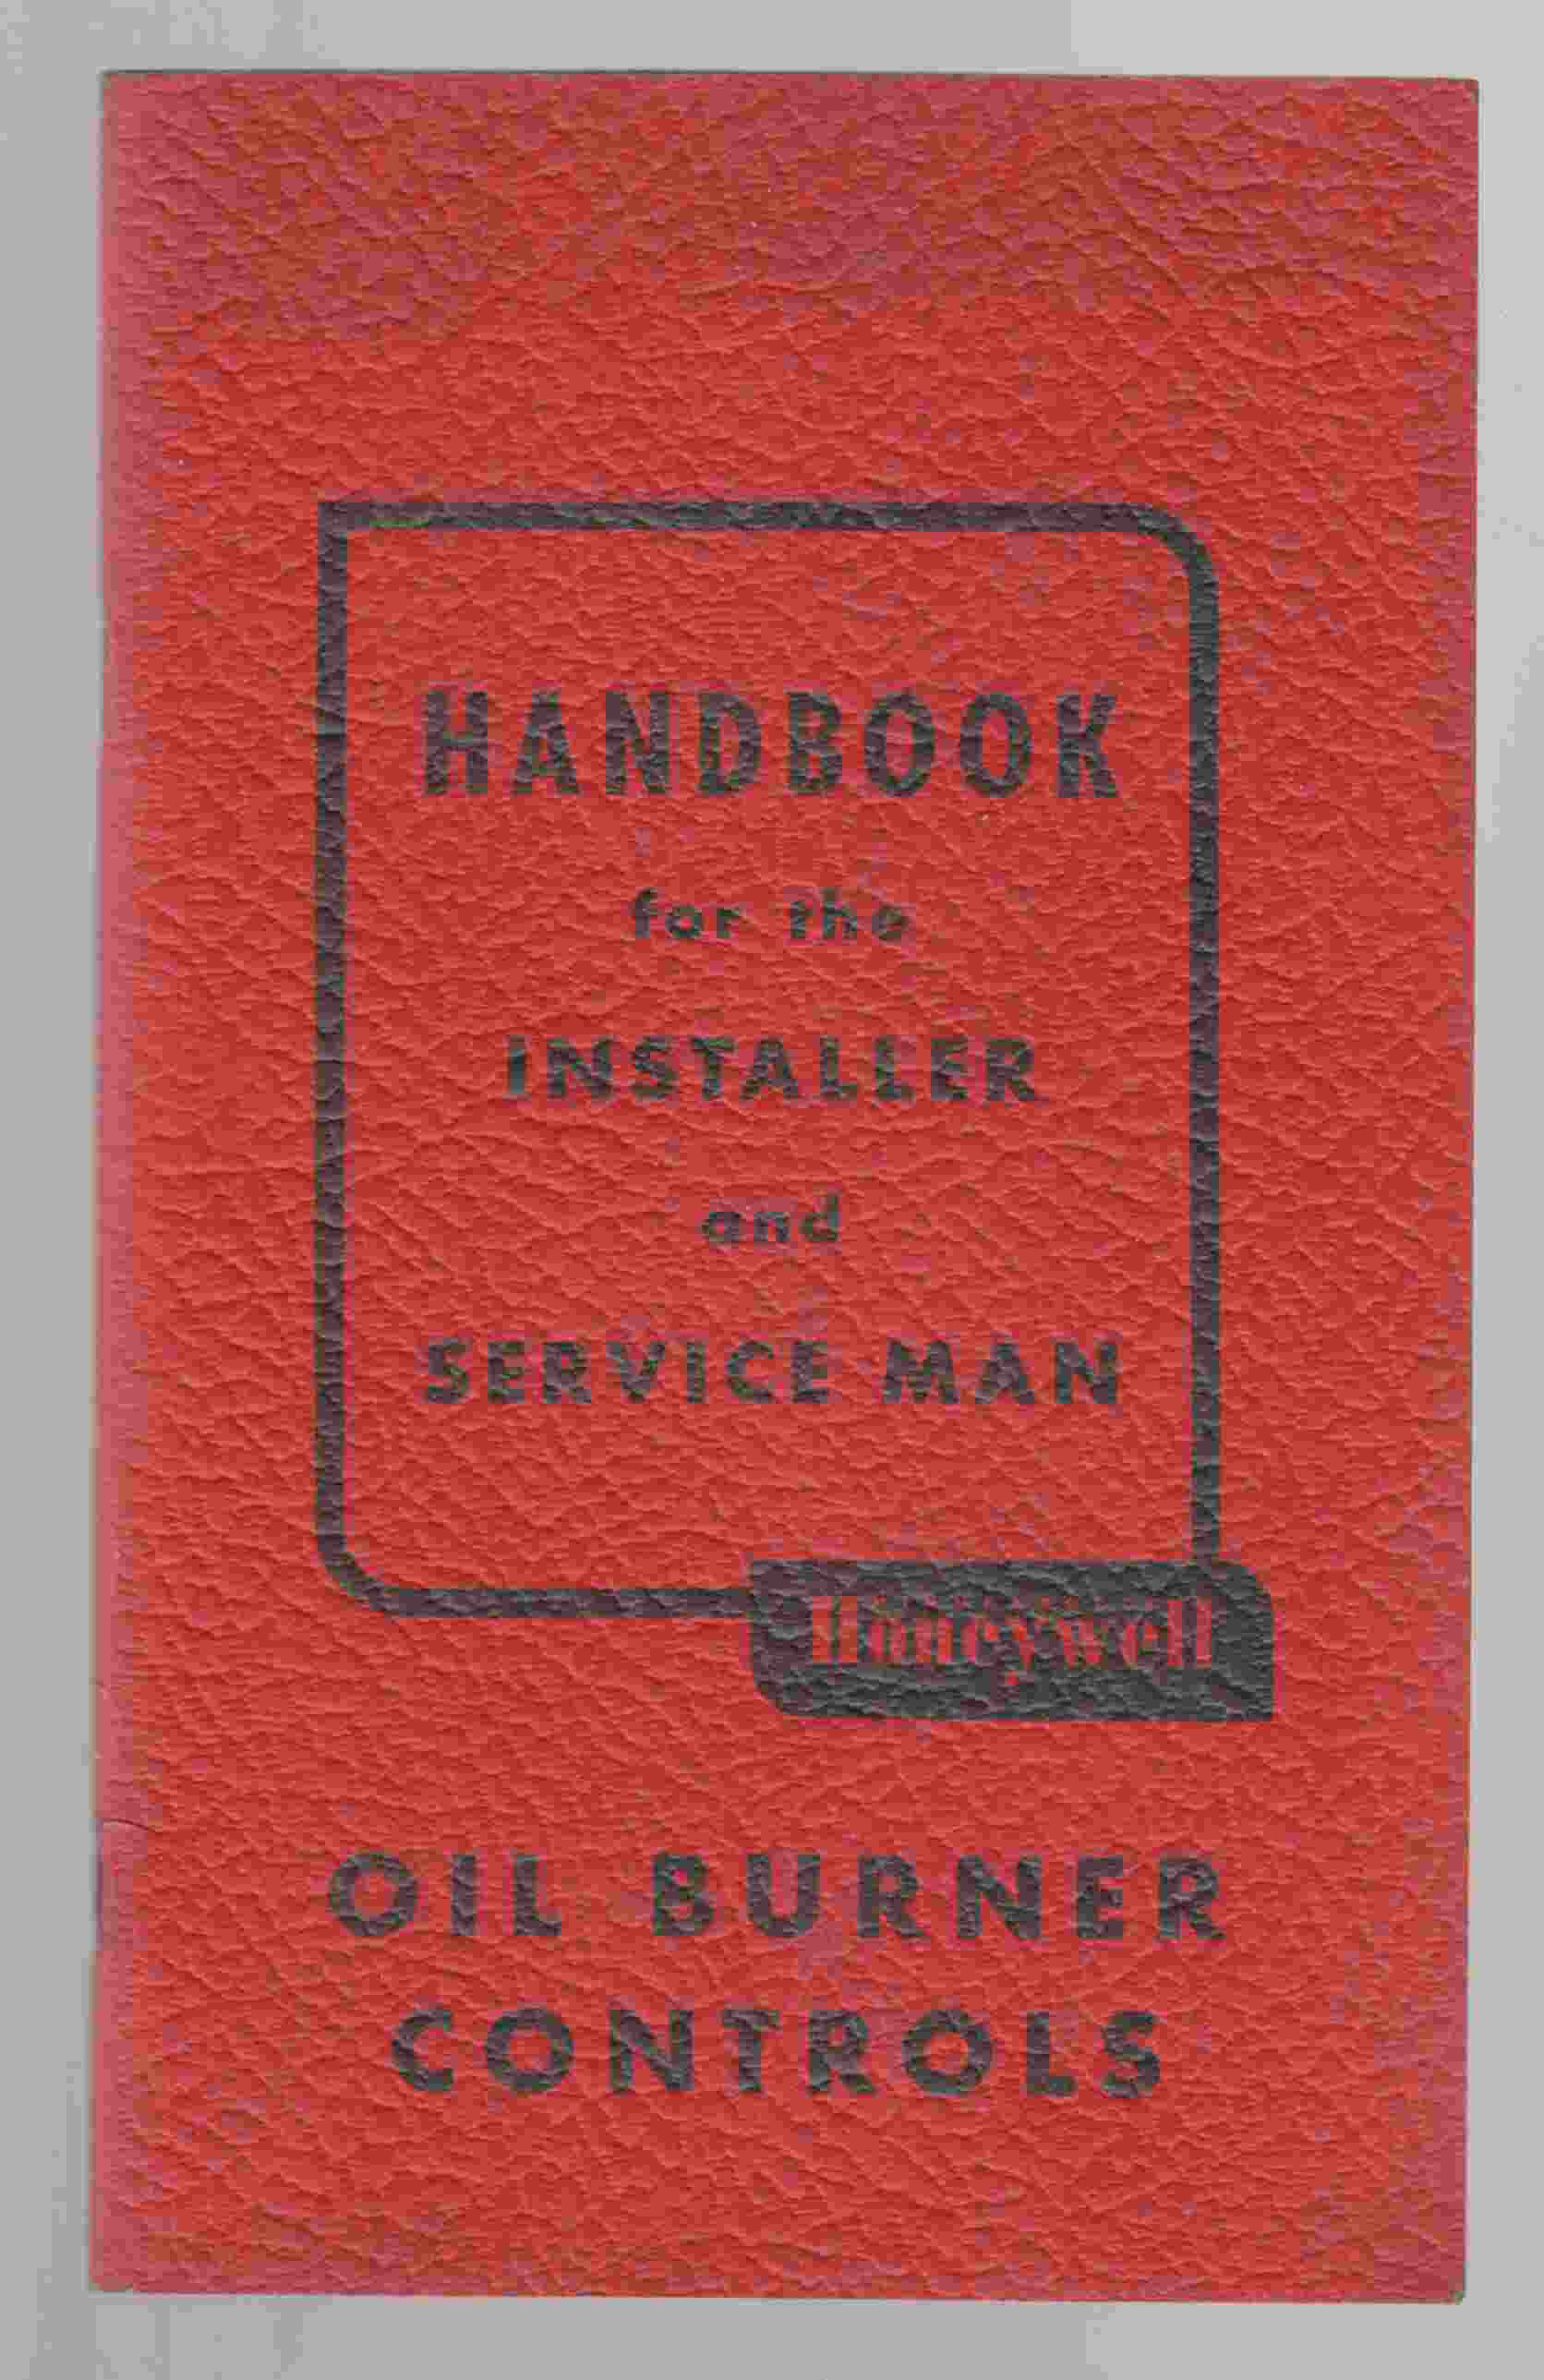 HANDBOOK
for the
INSTALLER
and
SERVICE MAN
Honeywell
OIL BURNER
CONTROLS